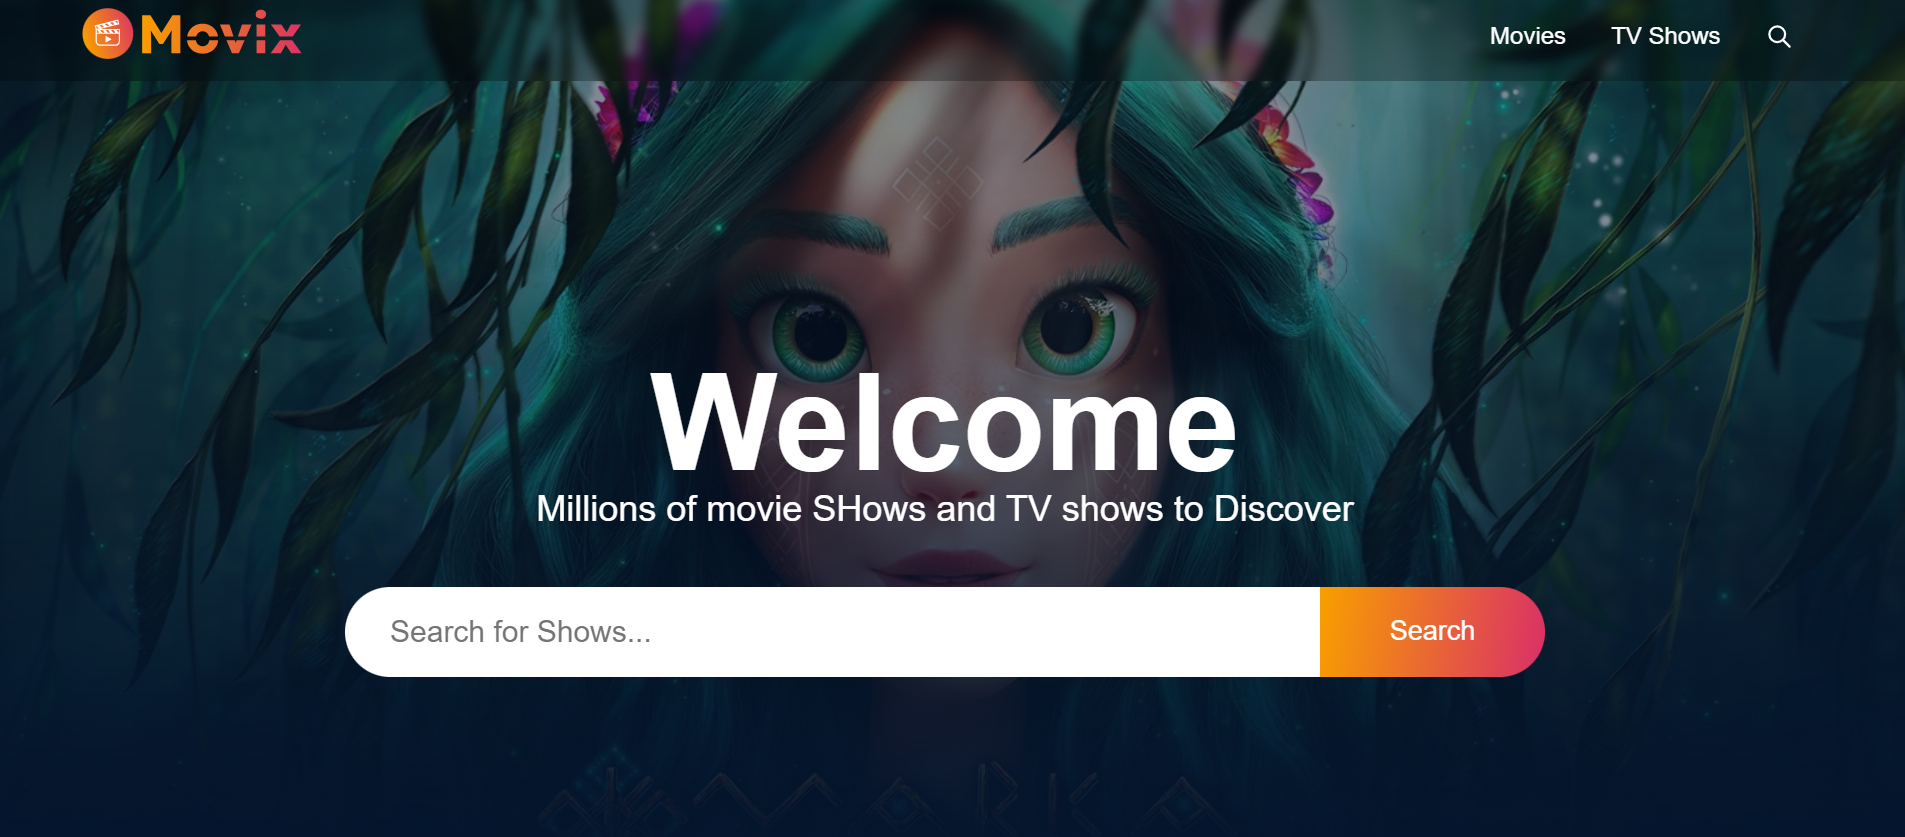 Movix
Movies
TV Shows
Welcome
Millions of movie SHows and TV shows to Discover
Search for Shows...
Search